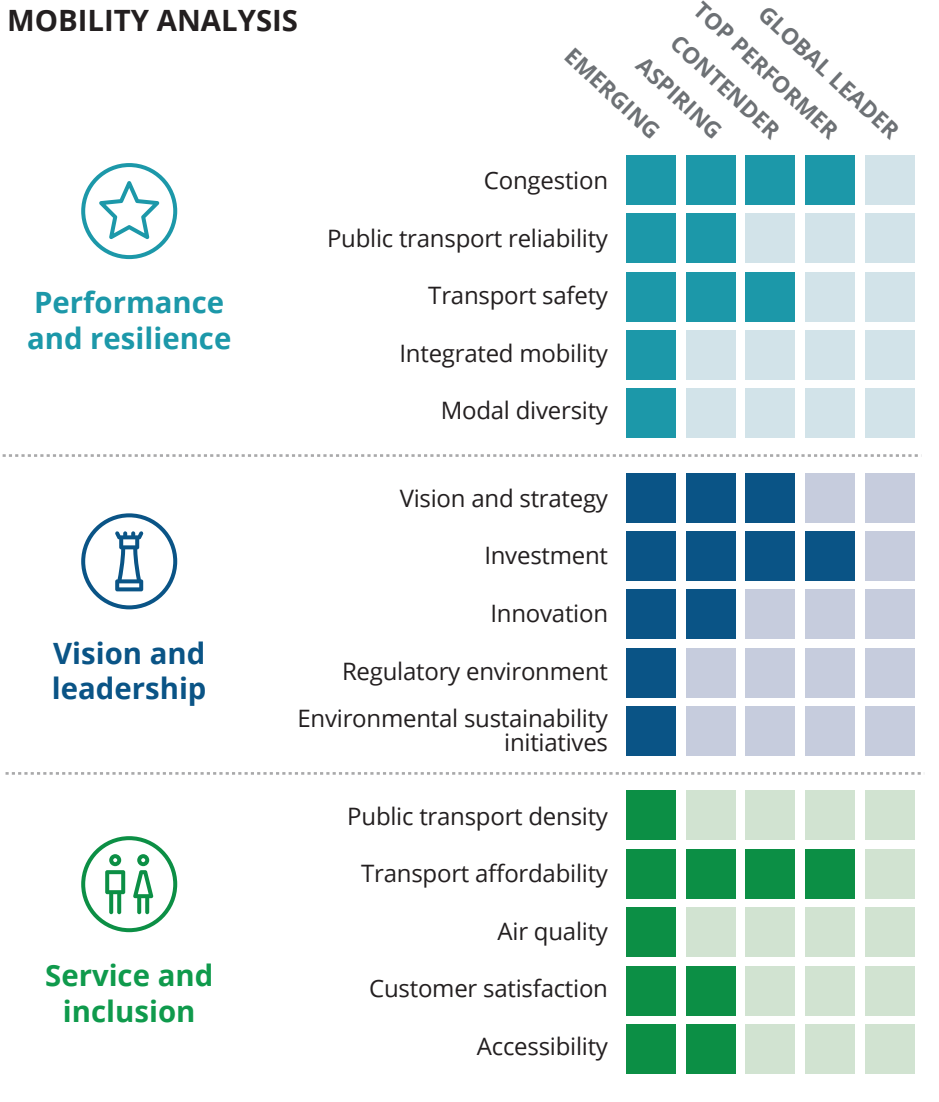 MOBILITY ANALYSIS
EMERGING
ASPIRING
CONTENDER
TOP PERFORMER
GLOBAL LEADER
Performance
and resilience
Congestion
Public transport reliability
Transport safety
Integrated mobility
Modal diversity
Vision and
leadership
Vision and strategy
Investment
Innovation
Regulatory environment
Environmental sustainability
initiatives
Service and
inclusion
Public transport density
Transport affordability
Air quality
Customer satisfaction
Accessibility